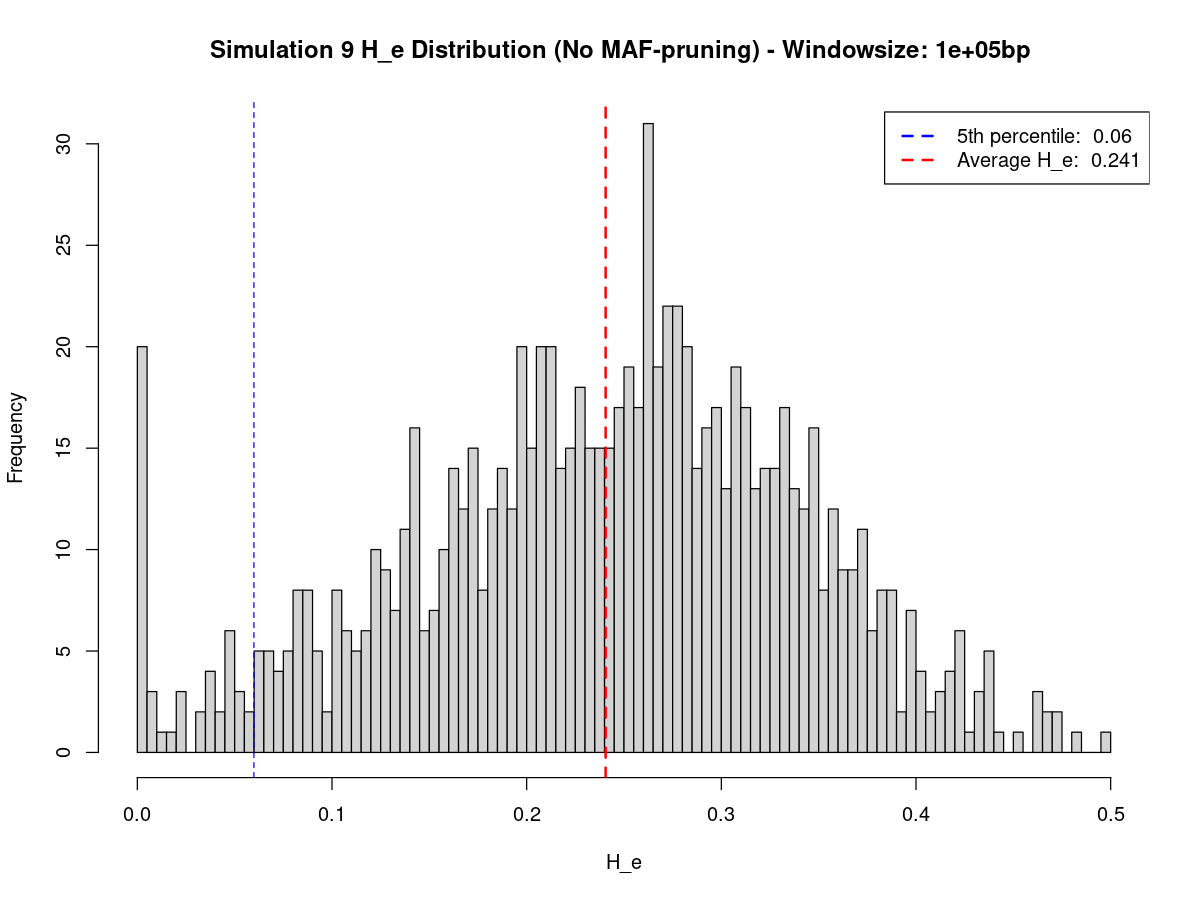 Simulation 9 H_e Distribution (No MAF-pruning) - Windowsize: 1e+05bp
5th percentile: 0.06
Average H_e: 0.241
Frequency
30
25
20
15
10
5
0
0.0 0.1 0.2 0.3 0.4 0.5
H_e